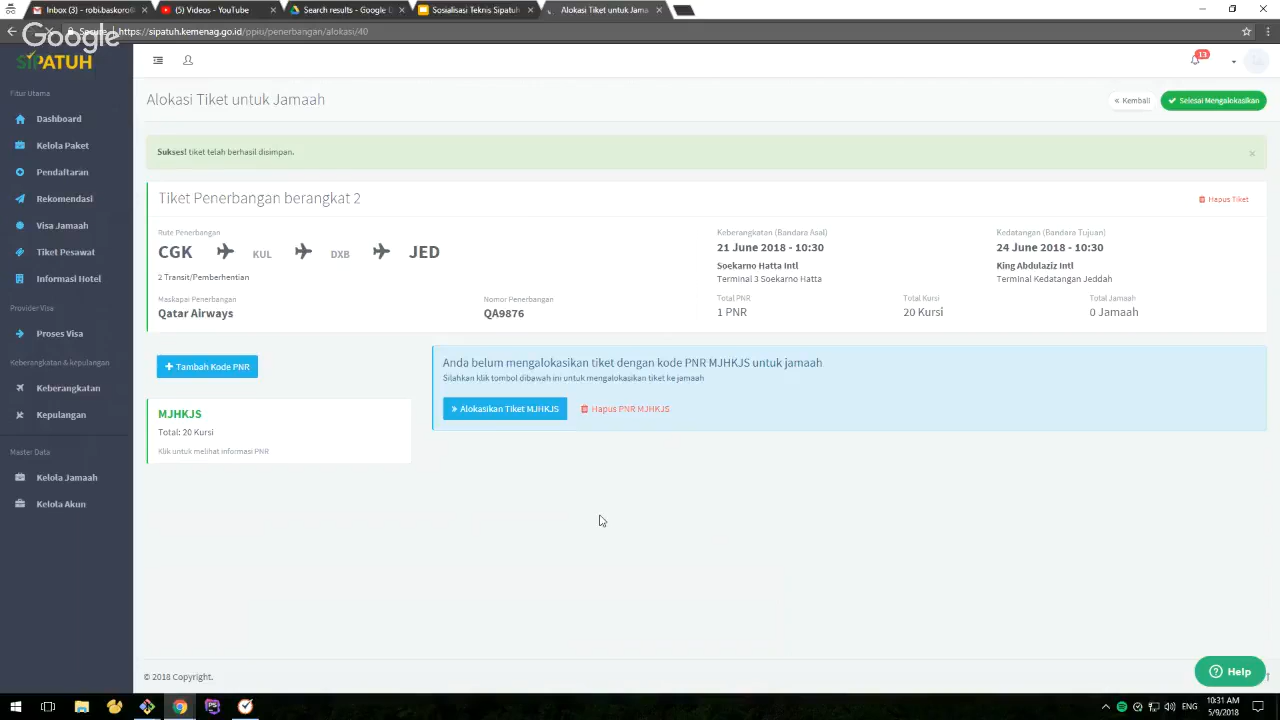 Inbox (3) - robbaskoro@
- YouTube
Search results - Google D
Sosialisasi Teknis Sipatuh
Alokasi Tiket untuk Jama
Secure
https://sipatuh.kemenag.go.id/ppiu/penerbangan/alokasi/40
Google
SIPATUH
13
Fitur Utama
Dashboard
Kelola Paket
Pendaftaran
Rekomendasi
Visa Jamaah
Tiket Pesawat
Informasi Hotel
Provider Visa
Proses Visa
Keberangkatan & kepulangan
Keberangkatan
Kepulangan
Master Data
Kelola Jamaah
Kelola Akun
Alokasi Tiket untuk Jamaah
« Kembali
Selesai Mengalokasikan
Sukses! tiket telah berhasil disimpan.
×
Tiket Penerbangan berangkat 2
Hapus Tiket
Rute Penerbangan
CGK KUL DXB JED
2 Transit/Pemberhentian
Keberangkatan (Bandara Asal)
21 June 2018 - 10:30
Soekarno Hatta Intl
Terminal 3 Soekarno Hatta
Kedatangan (Bandara Tujuan)
24 June 2018 - 10:30
King Abdulaziz Intl
Terminal Kedatangan Jeddah
Maskapai Penerbangan
Qatar Airways
Nomor Penerbangan
QA9876
Total PNR
1 PNR
Total Kursi
20 Kursi
Total Jamaah
0 Jamaah
Tambah Kode PNR
MJHKJS
Total: 20 Kursi
Klik untuk melihat informasi PNR
Anda belum mengalokasikan tiket dengan kode PNR MJHKJS untuk jamaah
Silahkan klik tombol dibawah ini untuk mengalokasikan tiket ke jamaah
» Alokasikan Tiket MJHKJS
Hapus PNR MJHKJS
© 2018 Copyright.
Help
ENG
10:31 AM
5/9/2018